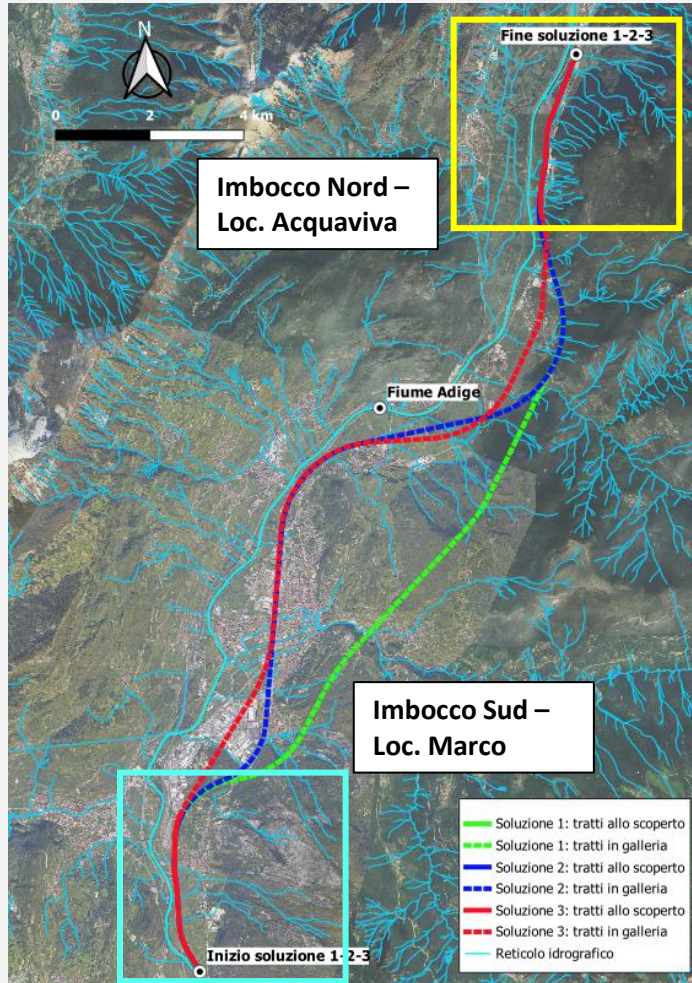 Fine soluzione 1-2-3
N
0 2 4 km
Imbocco Nord –
Loc. Acquaviva
Fiume Adige
Imbocco Sud –
Loc. Marco
Soluzione 1: tratti allo scoperto
Soluzione 1: tratti in galleria
Soluzione 2: tratti allo scoperto
Soluzione 2: tratti in galleria
Soluzione 3: tratti allo scoperto
Soluzione 3: tratti in galleria
Reticolo idrografico
Inizio soluzione 1-2-3